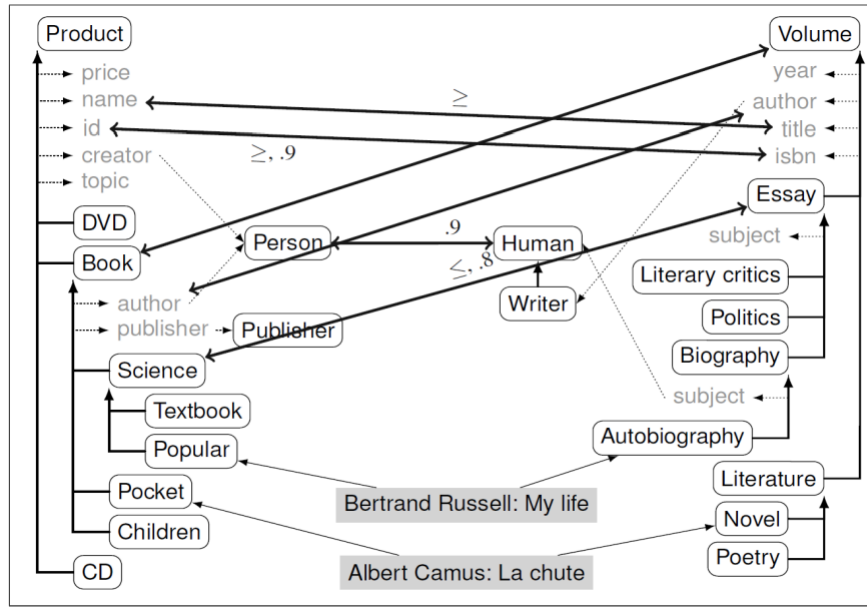 Product
Volume
price
year
name
≥
author
id
title
creator
≥, .9
isbn
topic
Essay
DVD
Person
.9
Human
subject
Book
≤, .8
Literary critics
author
Writer
publisher
Publisher
Politics
Science
Biography
Textbook
subject
Popular
Autobiography
Pocket
Bertrand Russell: My life
Literature
Children
Novel
CD
Albert Camus: La chute
Poetry